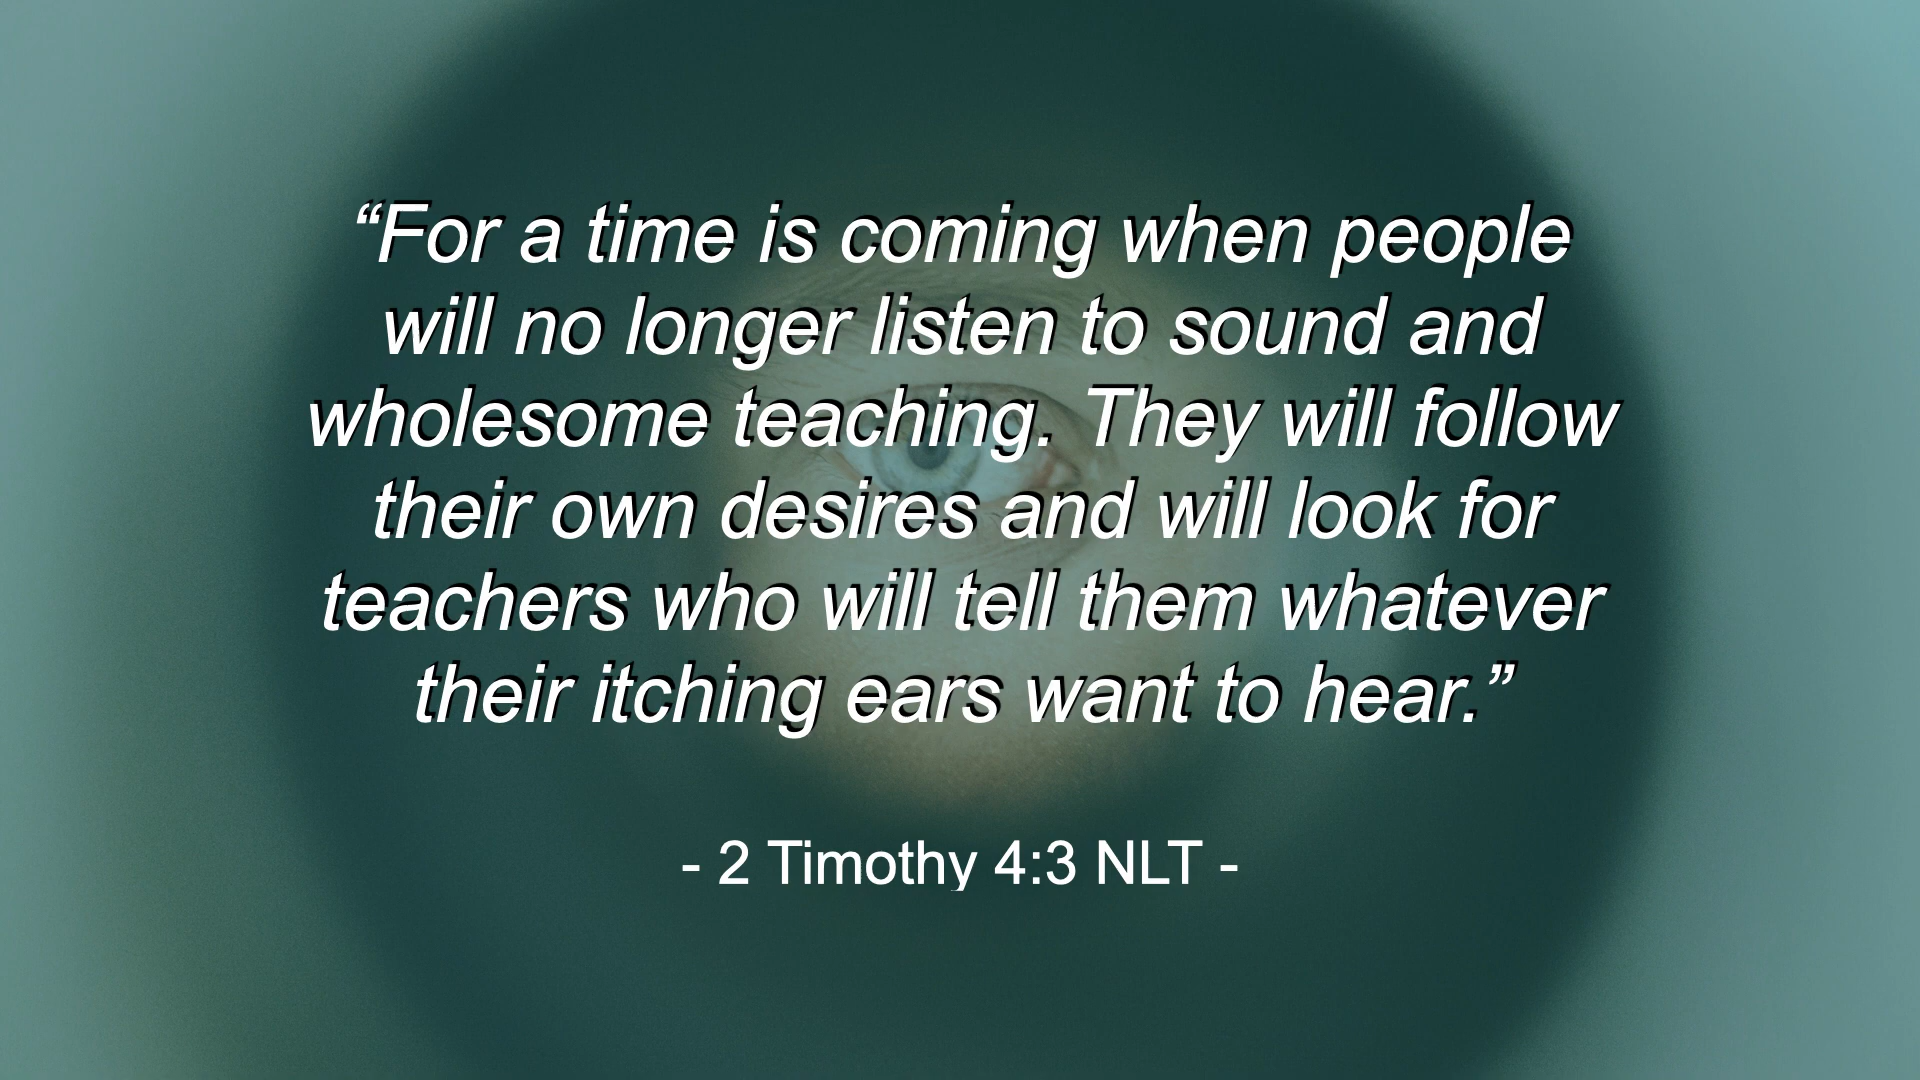 “For a time is coming when people
will no longer listen to sound and
wholesome teaching. They will follow
their own desires and will look for
teachers who will tell them whatever
their itching ears want to hear.”
- 2 Timothy 4:3 NLT -